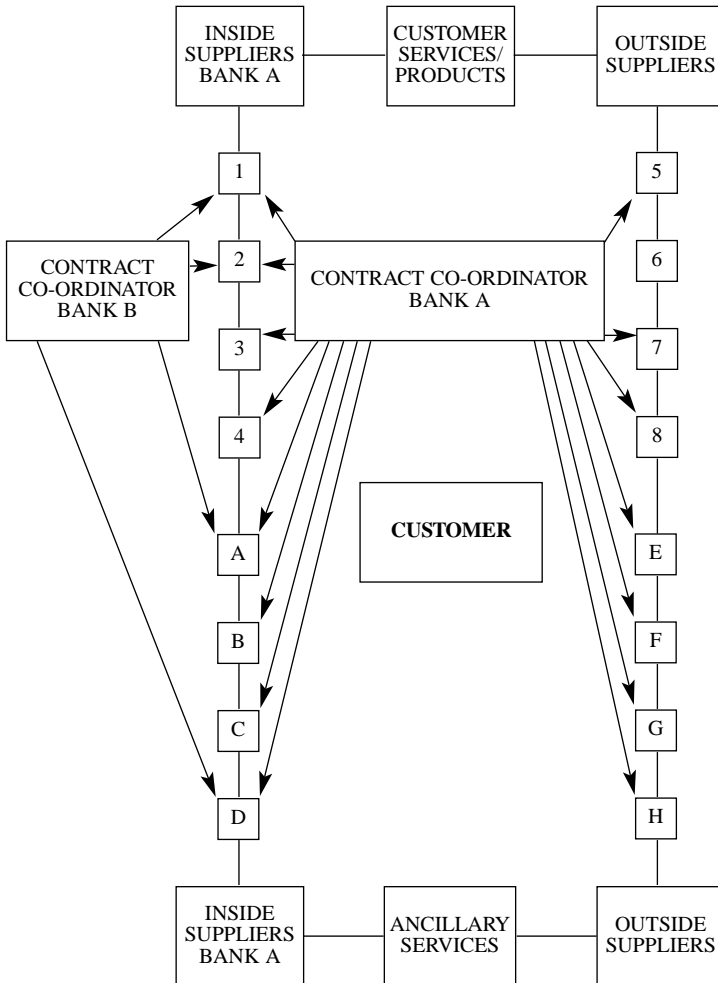 INSIDE
SUPPLIERS
BANK A
CUSTOMER
SERVICES/
PRODUCTS
OUTSIDE
SUPPLIERS
1
5
CONTRACT
CO-ORDINATOR
BANK B
2
CONTRACT CO-ORDINATOR
BANK A
6
3
7
4
8
CUSTOMER
A
E
B
F
C
G
D
H
INSIDE
SUPPLIERS
BANK A
ANCILLARY
SERVICES
OUTSIDE
SUPPLIERS